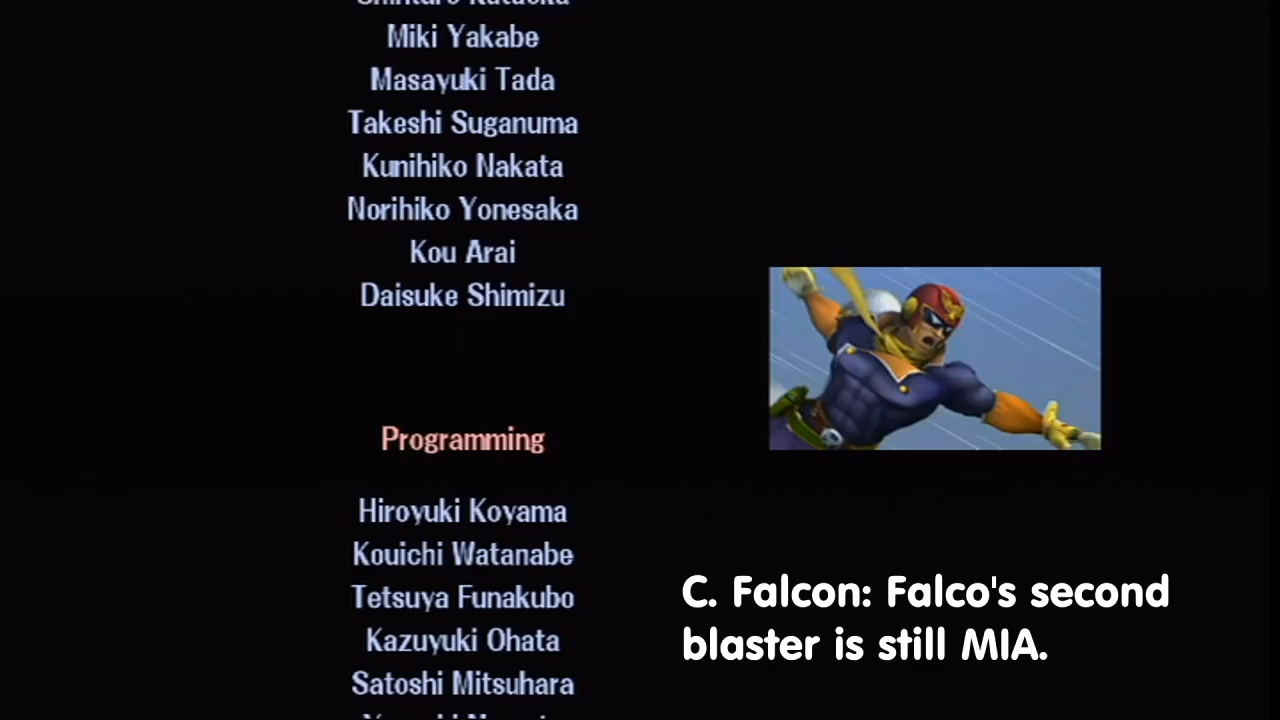 Miki Yakabe
Masayuki Tada
Takeshi Suganuma
Kunihiko Nakata
Norihiko Yonesaka
Kou Arai
Daisuke Shimizu
Programming
Hiroyuki Koyama
Kouichi Watanabe
Tetsuya Funakubo
Kazuyuki Ohata
Satoshi Mitsuhara
C. Falcon: Falco's second
blaster is still MIA.